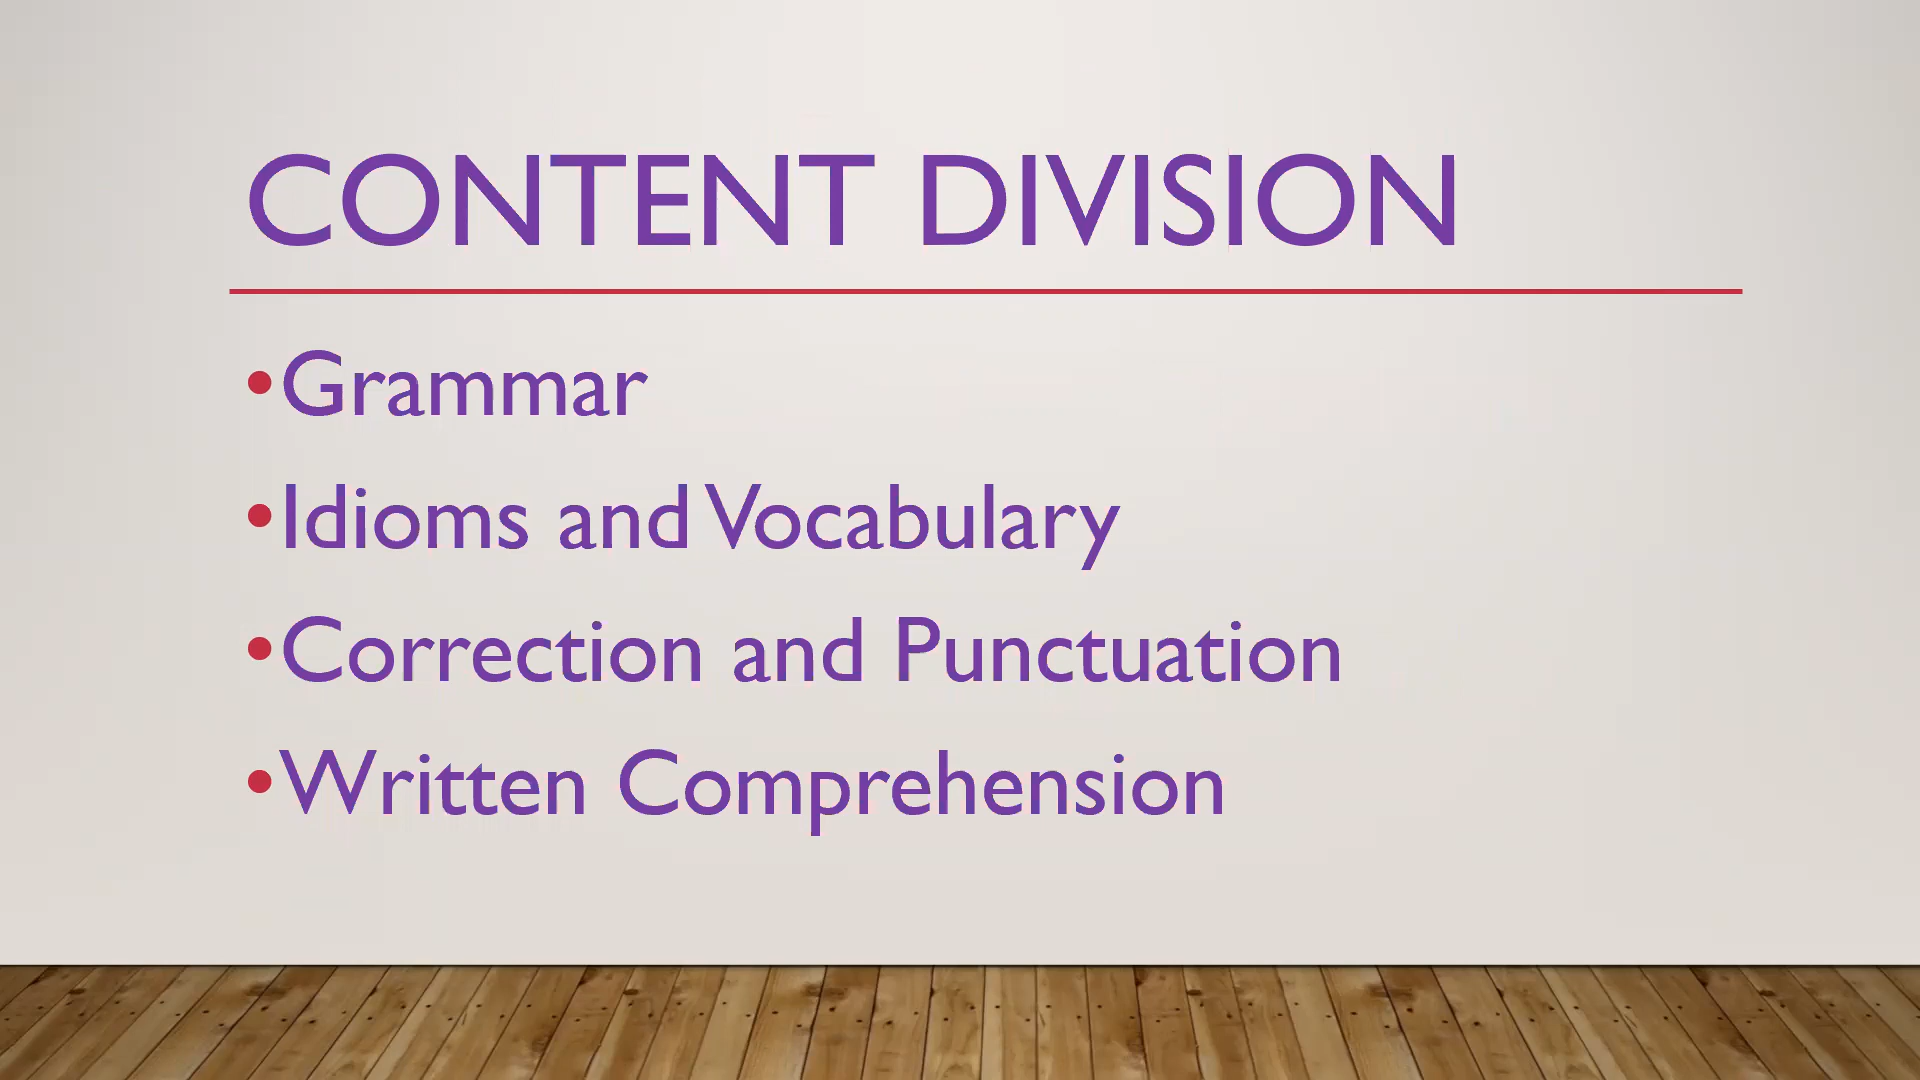 CONTENT DIVISION
•Grammar
•Idioms and Vocabulary
•Correction and Punctuation
•Written Comprehension